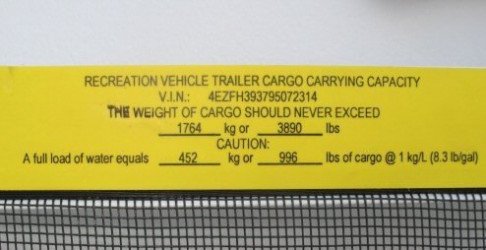 RECREATION VEHICLE TRAILER CARGO CARRYING CAPACITY
V.I.N.: 4EZFH393795072314
THE WEIGHT OF CARGO SHOULD NEVER EXCEED
1764 kg or 3890 lbs
CAUTION:
A full load of water equals 452 kg or 996 lbs of cargo @ 1 kg/L (8.3 lb/gal)